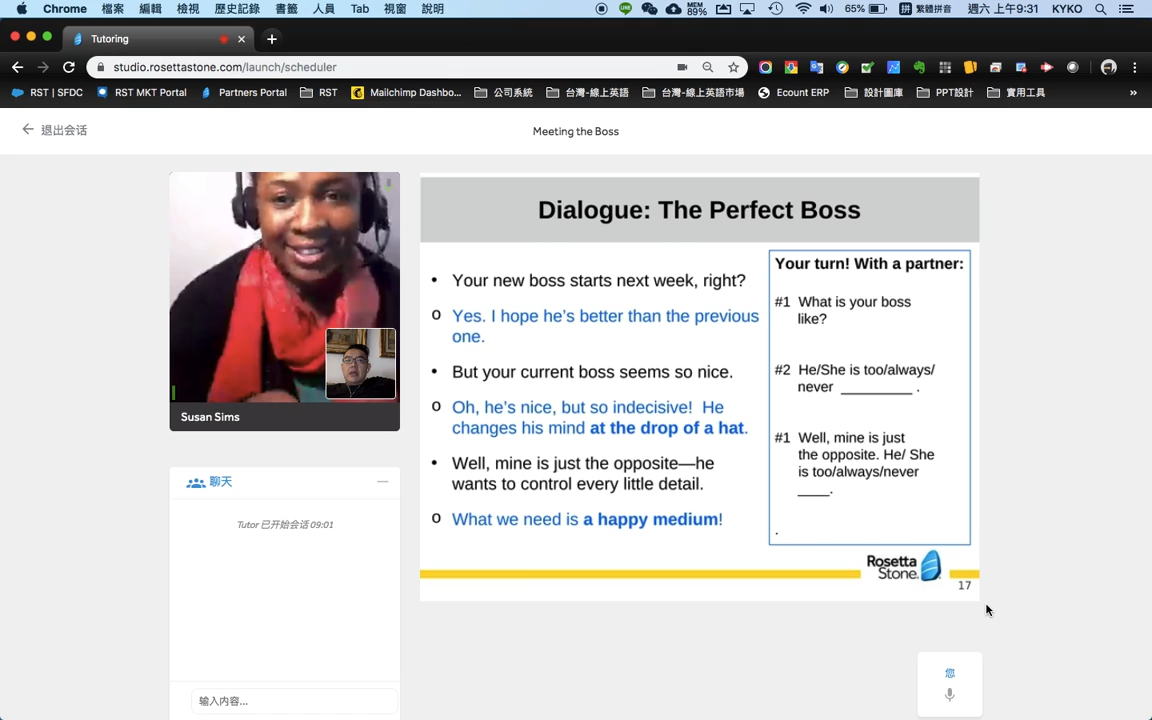 Chrome 檔案 編輯 檢視 歷史記錄 書籤 人員 Tab 視窗 說明 MEM 89% 65% 拼 繁體拼音 週六 上午9:31 KYKO
Tutoring
studio.rosettastone.com/launch/scheduler
RST | SFDC RST MKT Portal Partners Portal RST Mailchimp Dashbo... 公司系統 台灣-線上英語 台灣-線上英語市場 Ecount ERP 設計圖庫 PPT設計 實用工具 »
退出会话
Meeting the Boss
Susan Sims
聊天
Tutor 已开始会话 09:01
输入内容...
Dialogue: The Perfect Boss
• Your new boss starts next week, right?
o Yes. I hope he’s better than the previous
one.
• But your current boss seems so nice.
o Oh, he’s nice, but so indecisive! He
changes his mind at the drop of a hat.
• Well, mine is just the opposite—he
wants to control every little detail.
o What we need is a happy medium!
Your turn! With a partner:
#1 What is your boss
like?
#2 He/She is too/always/
never __________ .
#1 Well, mine is just
the opposite. He/ She
is too/always/never
____.
.
Rosetta
Stone
17
您